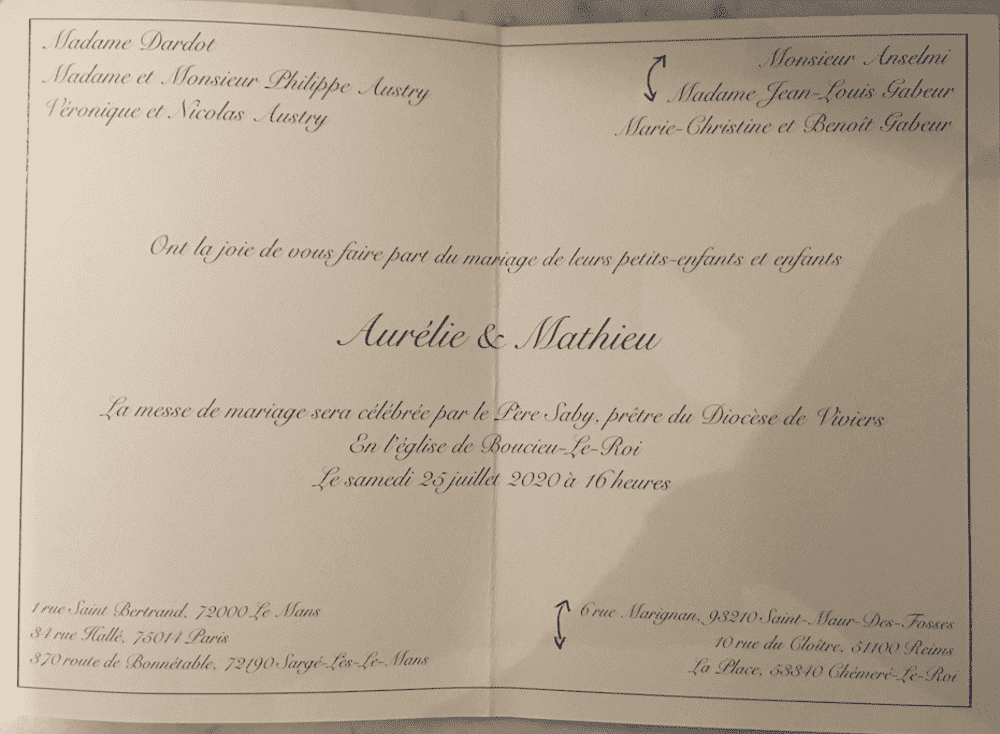 Madame Dardot
Madame et Monsieur Philippe Austry
Véronique et Nicolas Austry
Monsieur Anselmi
Madame Jean-Louis Gabeur
Marie-Christine et Benoît Gabeur
Ont la joie de vous faire part du mariage de leurs petits-enfants et enfants
Aurélie & Mathieu
La messe de mariage sera célébrée par le Père Saby, prêtre du Diocèse de Viviers
En l'église de Boucieu-Le-Roi
Le samedi 25 juillet 2020 à 16 heures
1 rue Saint Bertrand, 72000 Le Mans
34 rue Hallé, 75014 Paris
370 route de Bonnétable, 72190 Sargé-Lès-Le-Mans
6 rue Marignan, 93210 Saint-Maur-Des-Fosses
10 rue du Cloître, 51100 Reims
La Place, 53340 Chémeré-Le-Roi